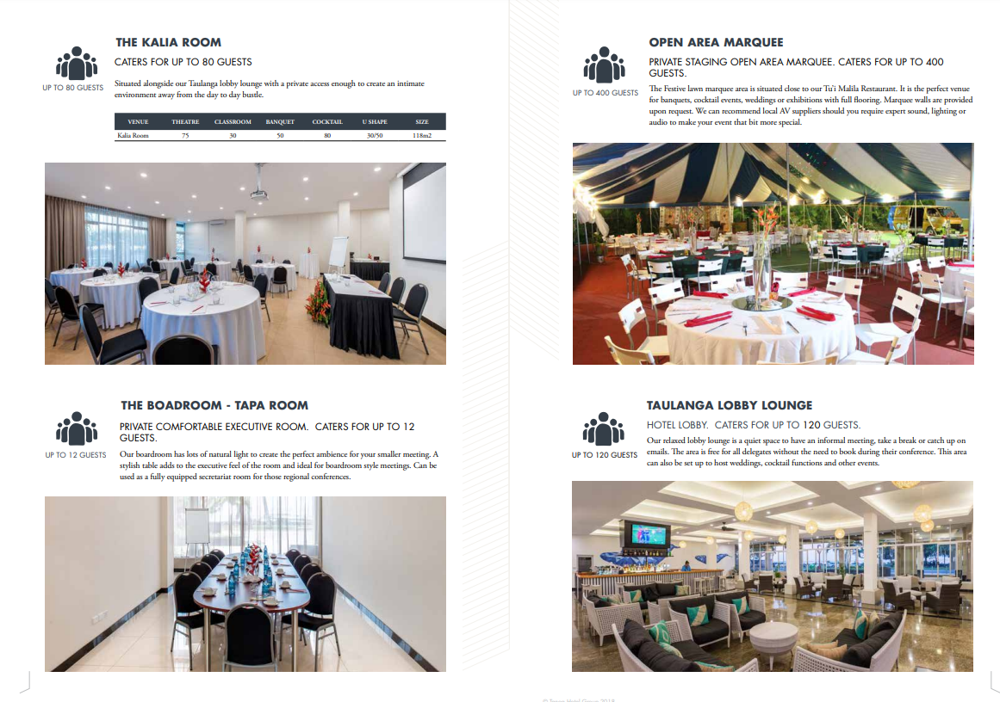 THE KALIA ROOM
CATERS FOR UP TO 80 GUESTS
UP TO 80 GUESTS
Situated alongside our Taulanga lobby lounge with a private access enough to create an intimate
environment away from the day to day bustle.
VENUE THEATRE CLASSROOM BANQUET COCKTAIL U SHAPE SIZE
Kalia Room 75 30 50 80 30/50 118m2
THE BOADROOM - TAPA ROOM
PRIVATE COMFORTABLE EXECUTIVE ROOM. CATERS FOR UP TO 12
GUESTS.
UP TO 12 GUESTS
Our boardroom has lots of natural light to create the perfect ambience for your smaller meeting. A
stylish table adds to the executive feel of the room and ideal for boardroom style meetings. Can be
used as a fully equipped secretariat room for those regional conferences.
OPEN AREA MARQUEE
PRIVATE STAGING OPEN AREA MARQUEE. CATERS FOR UP TO 400
GUESTS.
UP TO 400 GUESTS
The Festive lawn marquee area is situated close to our Tu'i Malila Restaurant. It is the perfect venue
for banquets, cocktail events, weddings or exhibitions with full flooring. Marquee walls are provided
upon request. We can recommend local AV suppliers should you require expert sound, lighting or
audio to make your event that bit more special.
TAULANGA LOBBY LOUNGE
HOTEL LOBBY. CATERS FOR UP TO 120 GUESTS.
UP TO 120 GUESTS
Our relaxed lobby lounge is a quiet space to have an informal meeting, take a break or catch up on
emails. The area is free for all delegates without the need to book during their conference. This area
can also be set up to host weddings, cocktail functions and other events.